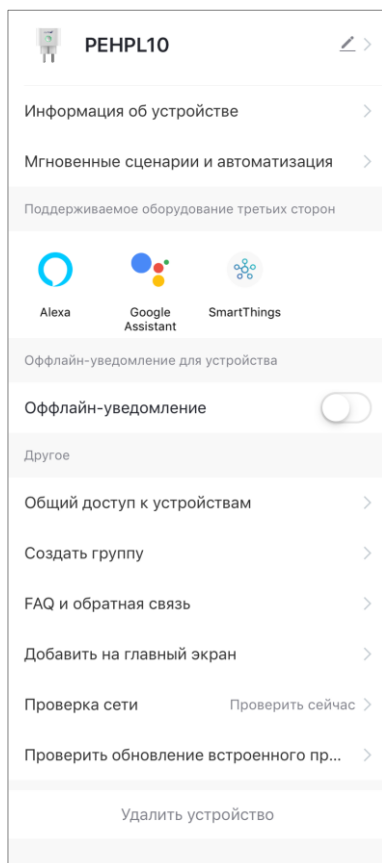 PEHPL10
Информация об устройстве
Мгновенные сценарии и автоматизация
Поддерживаемое оборудование третьих сторон
Alexa
Google
Assistant
SmartThings
Оффлайн-уведомление для устройства
Оффлайн-уведомление
Другое
Общий доступ к устройствам
Создать группу
FAQ и обратная связь
Добавить на главный экран
Проверка сети Проверить сейчас
Проверить обновление встроенного пр...
Удалить устройство